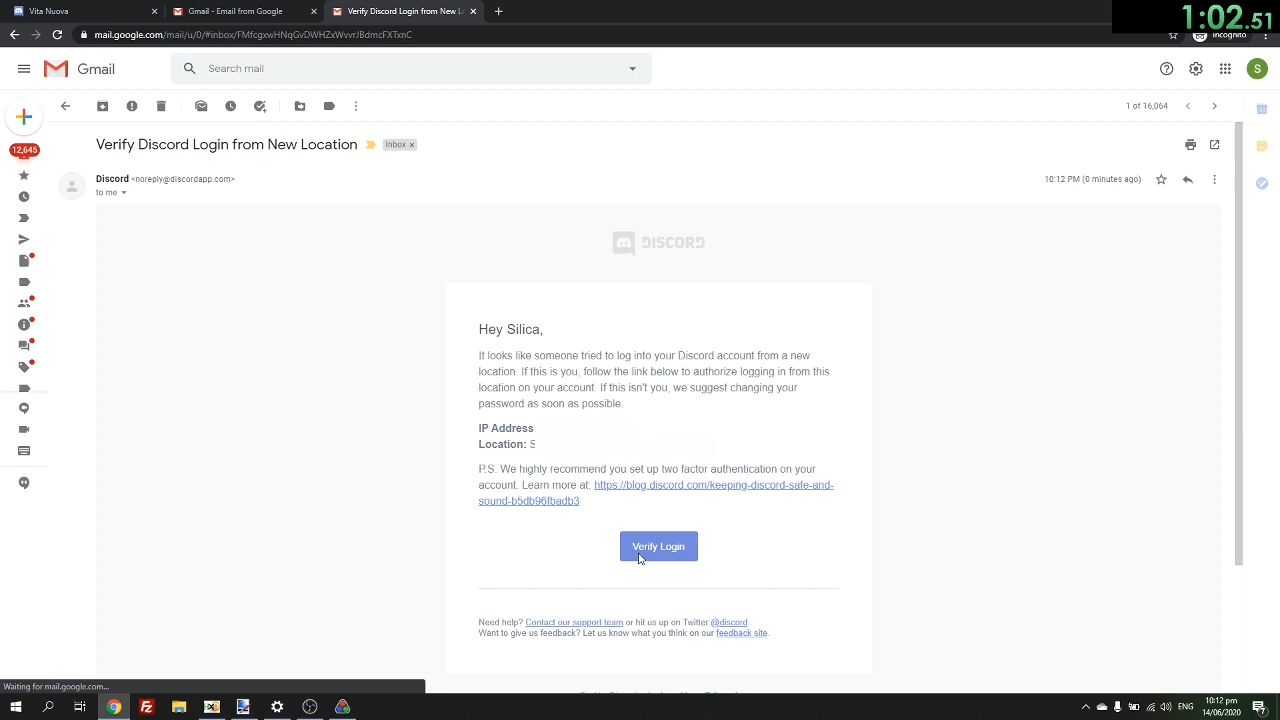 Vita - Nuova
Gmail - Email from Google
Verify Discord Login from New Loc
1:02.51
mail.google.com/mail/u/0/#inbox/FMfcgxwHNqGvDWHZxWvvrJBdmcFXTxnC
Incognito
Gmail
Search mail
S
1 of 16,064
12,645
Verify Discord Login from New Location
Inbox ×
Discord <noreply@discordapp.com>
10:12 PM (0 minutes ago)
to me
DISCORD
Hey Silica,
It looks like someone tried to log into your Discord account from a new
location. If this is you, follow the link below to authorize logging in from this
location on your account. If this isn't you, we suggest changing your
password as soon as possible.
IP Address
Location: S
P.S. We highly recommend you set up two factor authentication on your
account. Learn more at: https://blog.discord.com/keeping-discord-safe-and-
sound-b5db96fbadb3
Verify Login
Need help? Contact our support team or hit us up on Twitter @discord.
Want to give us feedback? Let us know what you think on our feedback site.
Waiting for mail.google.com...
ENG
10:12 pm
14/06/2020